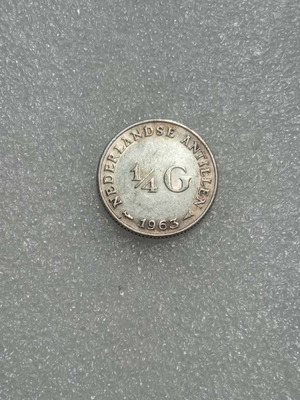 NEDERLANDSE ANTILLEN
1/4 G
1963